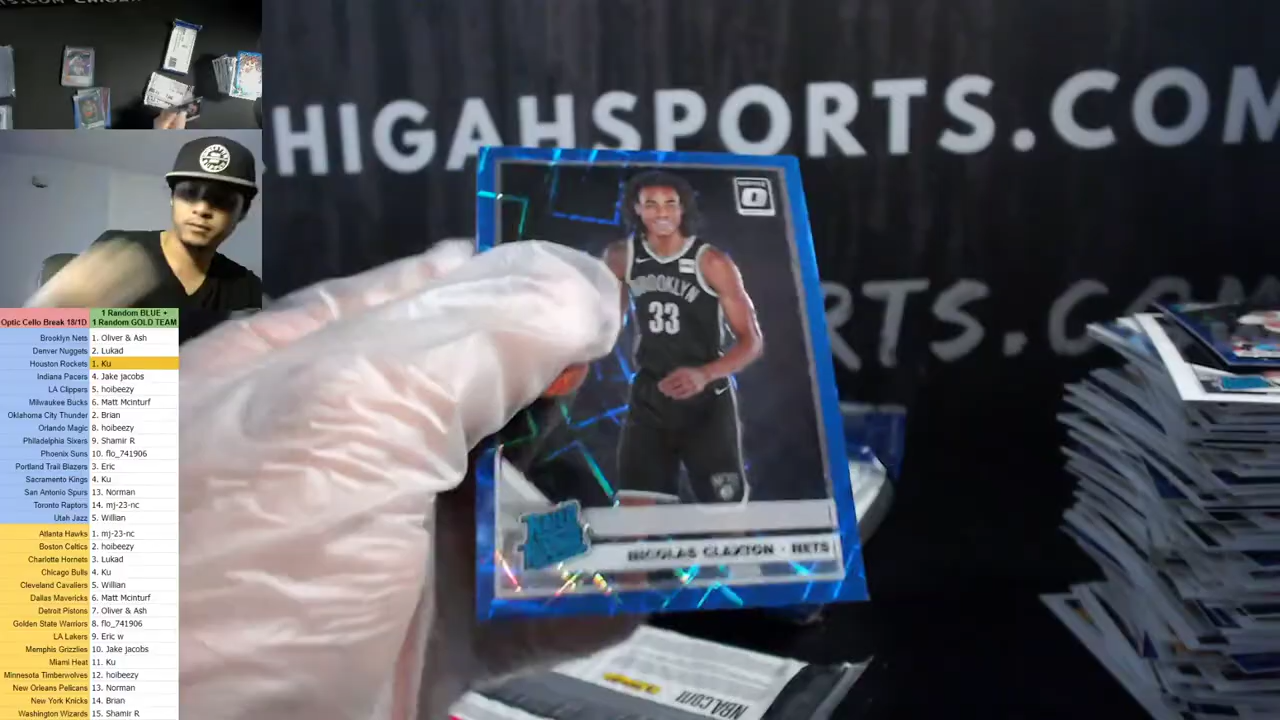 HIGAHSPORTS.COM
RTS.CO
BROOKLYN
33
NICOLAS CLAXTON • NETS
NBA.com
1 Random BLUE +
Optic Cello Break 18/1D 1 Random GOLD TEAM
Brooklyn Nets 1. Oliver & Ash
Denver Nuggets 2. Lukad
Houston Rockets 1. Ku
Indiana Pacers 4. Jake jacobs
LA Clippers 5. hoibeezy
Milwaukee Bucks 6. Matt Mcinturf
Oklahoma City Thunder 2. Brian
Orlando Magic 8. hoibeezy
Philadelphia Sixers 9. Shamir R
Phoenix Suns 10. flo_741906
Portland Trail Blazers 3. Eric
Sacramento Kings 4. Ku
San Antonio Spurs 13. Norman
Toronto Raptors 14. mj-23-nc
Utah Jazz 5. Willian
Atlanta Hawks 1. mj-23-nc
Boston Celtics 2. hoibeezy
Charlotte Hornets 3. Lukad
Chicago Bulls 4. Ku
Cleveland Cavaliers 5. Willian
Dallas Mavericks 6. Matt Mcinturf
Detroit Pistons 7. Oliver & Ash
Golden State Warriors 8. flo_741906
LA Lakers 9. Eric w
Memphis Grizzlies 10. Jake jacobs
Miami Heat 11. Ku
Minnesota Timberwolves 12. hoibeezy
New Orleans Pelicans 13. Norman
New York Knicks 14. Brian
Washington Wizards 15. Shamir R